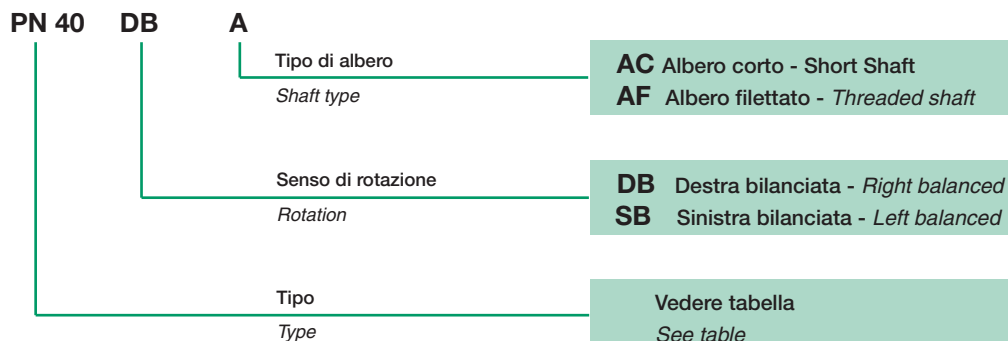 PN 40 DB A
Tipo di albero
Shaft type
AC Albero corto - Short Shaft
AF Albero filettato - Threaded shaft
Senso di rotazione
Rotation
DB Destra bilanciata - Right balanced
SB Sinistra bilanciata - Left balanced
Tipo
Type
Vedere tabella
See table